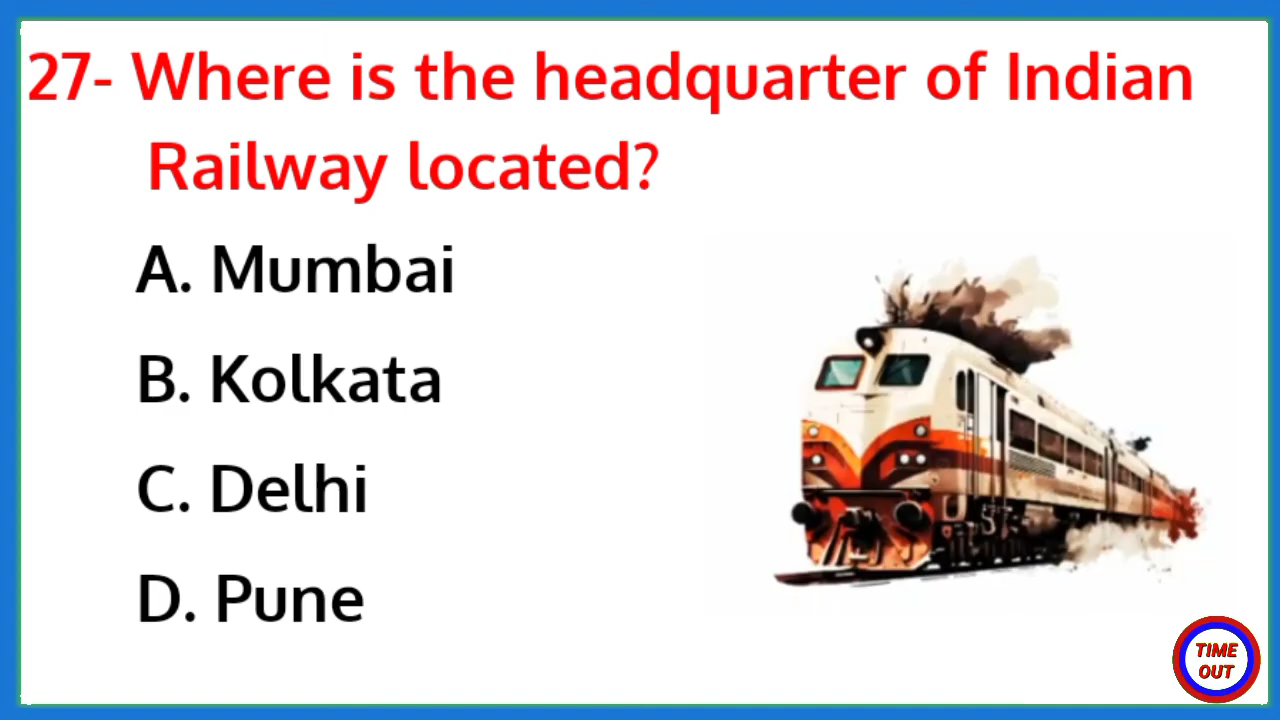 27- Where is the headquarter of Indian
Railway located?
A. Mumbai
B. Kolkata
C. Delhi
D. Pune
TIME
OUT